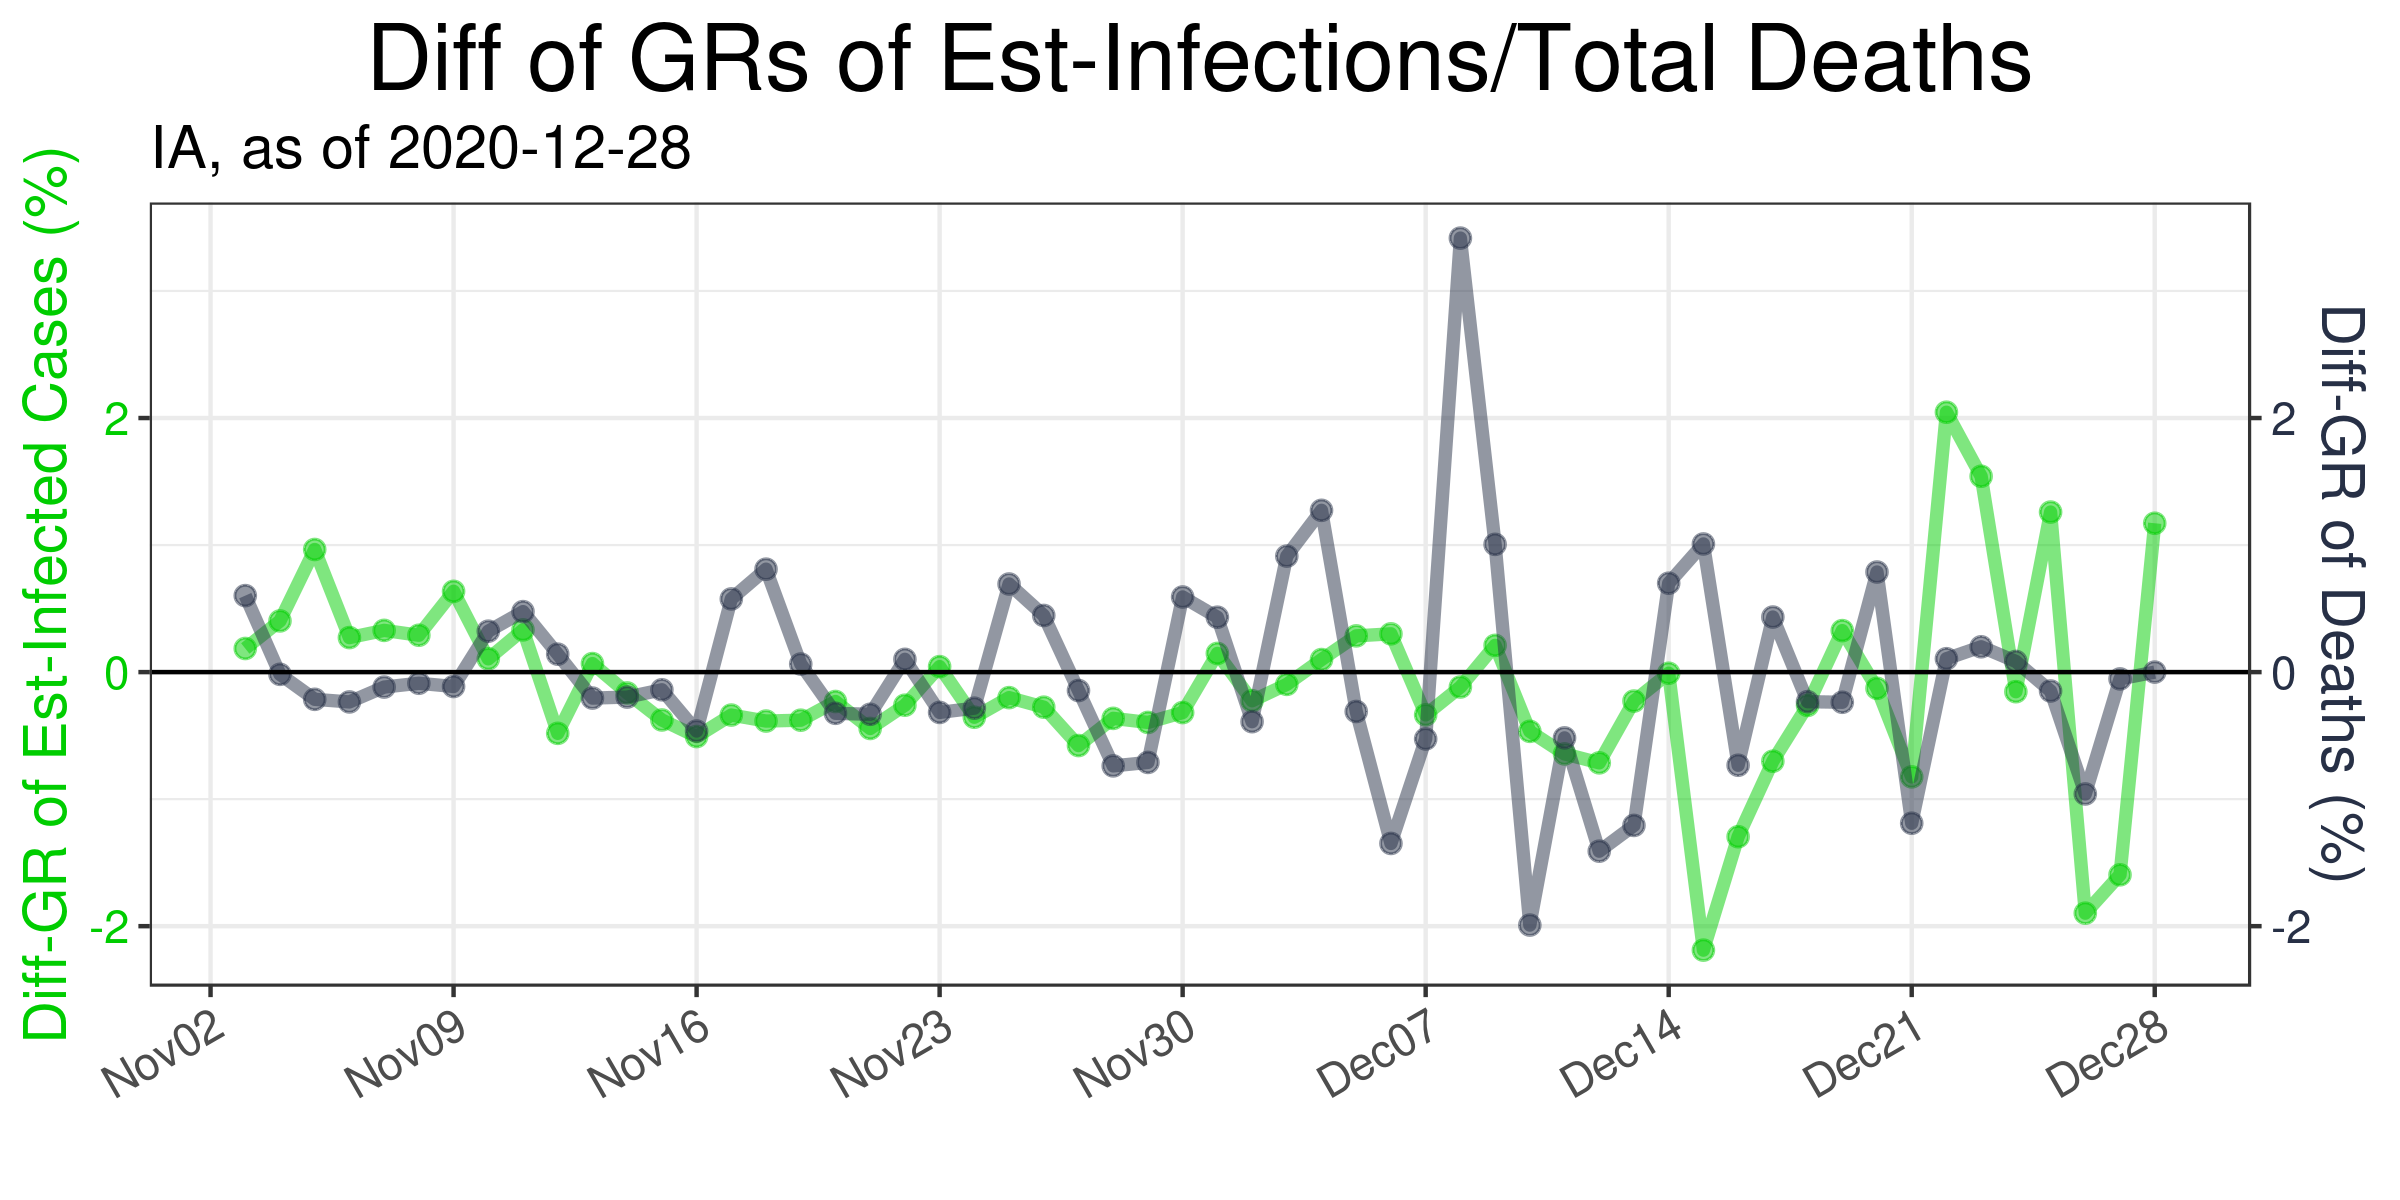 Diff of GRs of Est-Infections/Total Deaths
IA, as of 2020-12-28
Diff-GR of Est-Infected Cases (%)
2
0
-2
2
0
-2
Diff-GR of Deaths (%)
Nov02
Nov09
Nov16
Nov23
Nov30
Dec07
Dec14
Dec21
Dec28